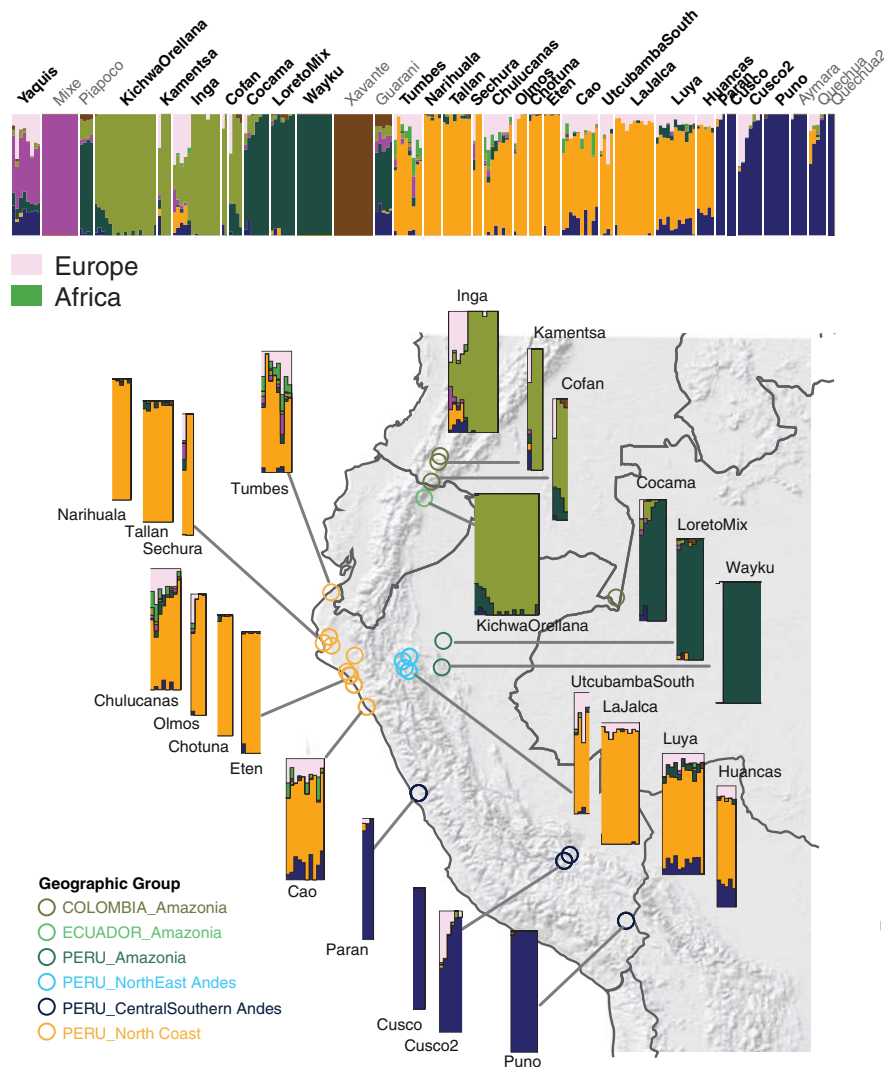 Yaquis
Mixe
Piapoco
KichwaOrellana
Kamentsa
Inga
Cofan
Cocama
LoretoMix
Wayku
Xavante
Guarani
Tumbes
Narihuala
Tallan
Sechura
Chulucanas
Olmos
Chotuna
Eten
Cao
UtcubambaSouth
LaJalca
Luya
Huancas
Paran
Cusco
Cusco2
Puno
Aymara
Quechua
Quechua2
Europe
Africa
Inga
Kamentsa
Cofan
Cocama
LoretoMix
Wayku
Tumbes
Narihuala
Tallan
Sechura
KichwaOrellana
Chulucanas
Olmos
Chotuna
Eten
UtcubambaSouth
LaJalca
Luya
Huancas
Cao
Paran
Cusco
Cusco2
Puno
Geographic Group
COLOMBIA_Amazonia
ECUADOR_Amazonia
PERU_Amazonia
PERU_NorthEast Andes
PERU_CentralSouthern Andes
PERU_North Coast